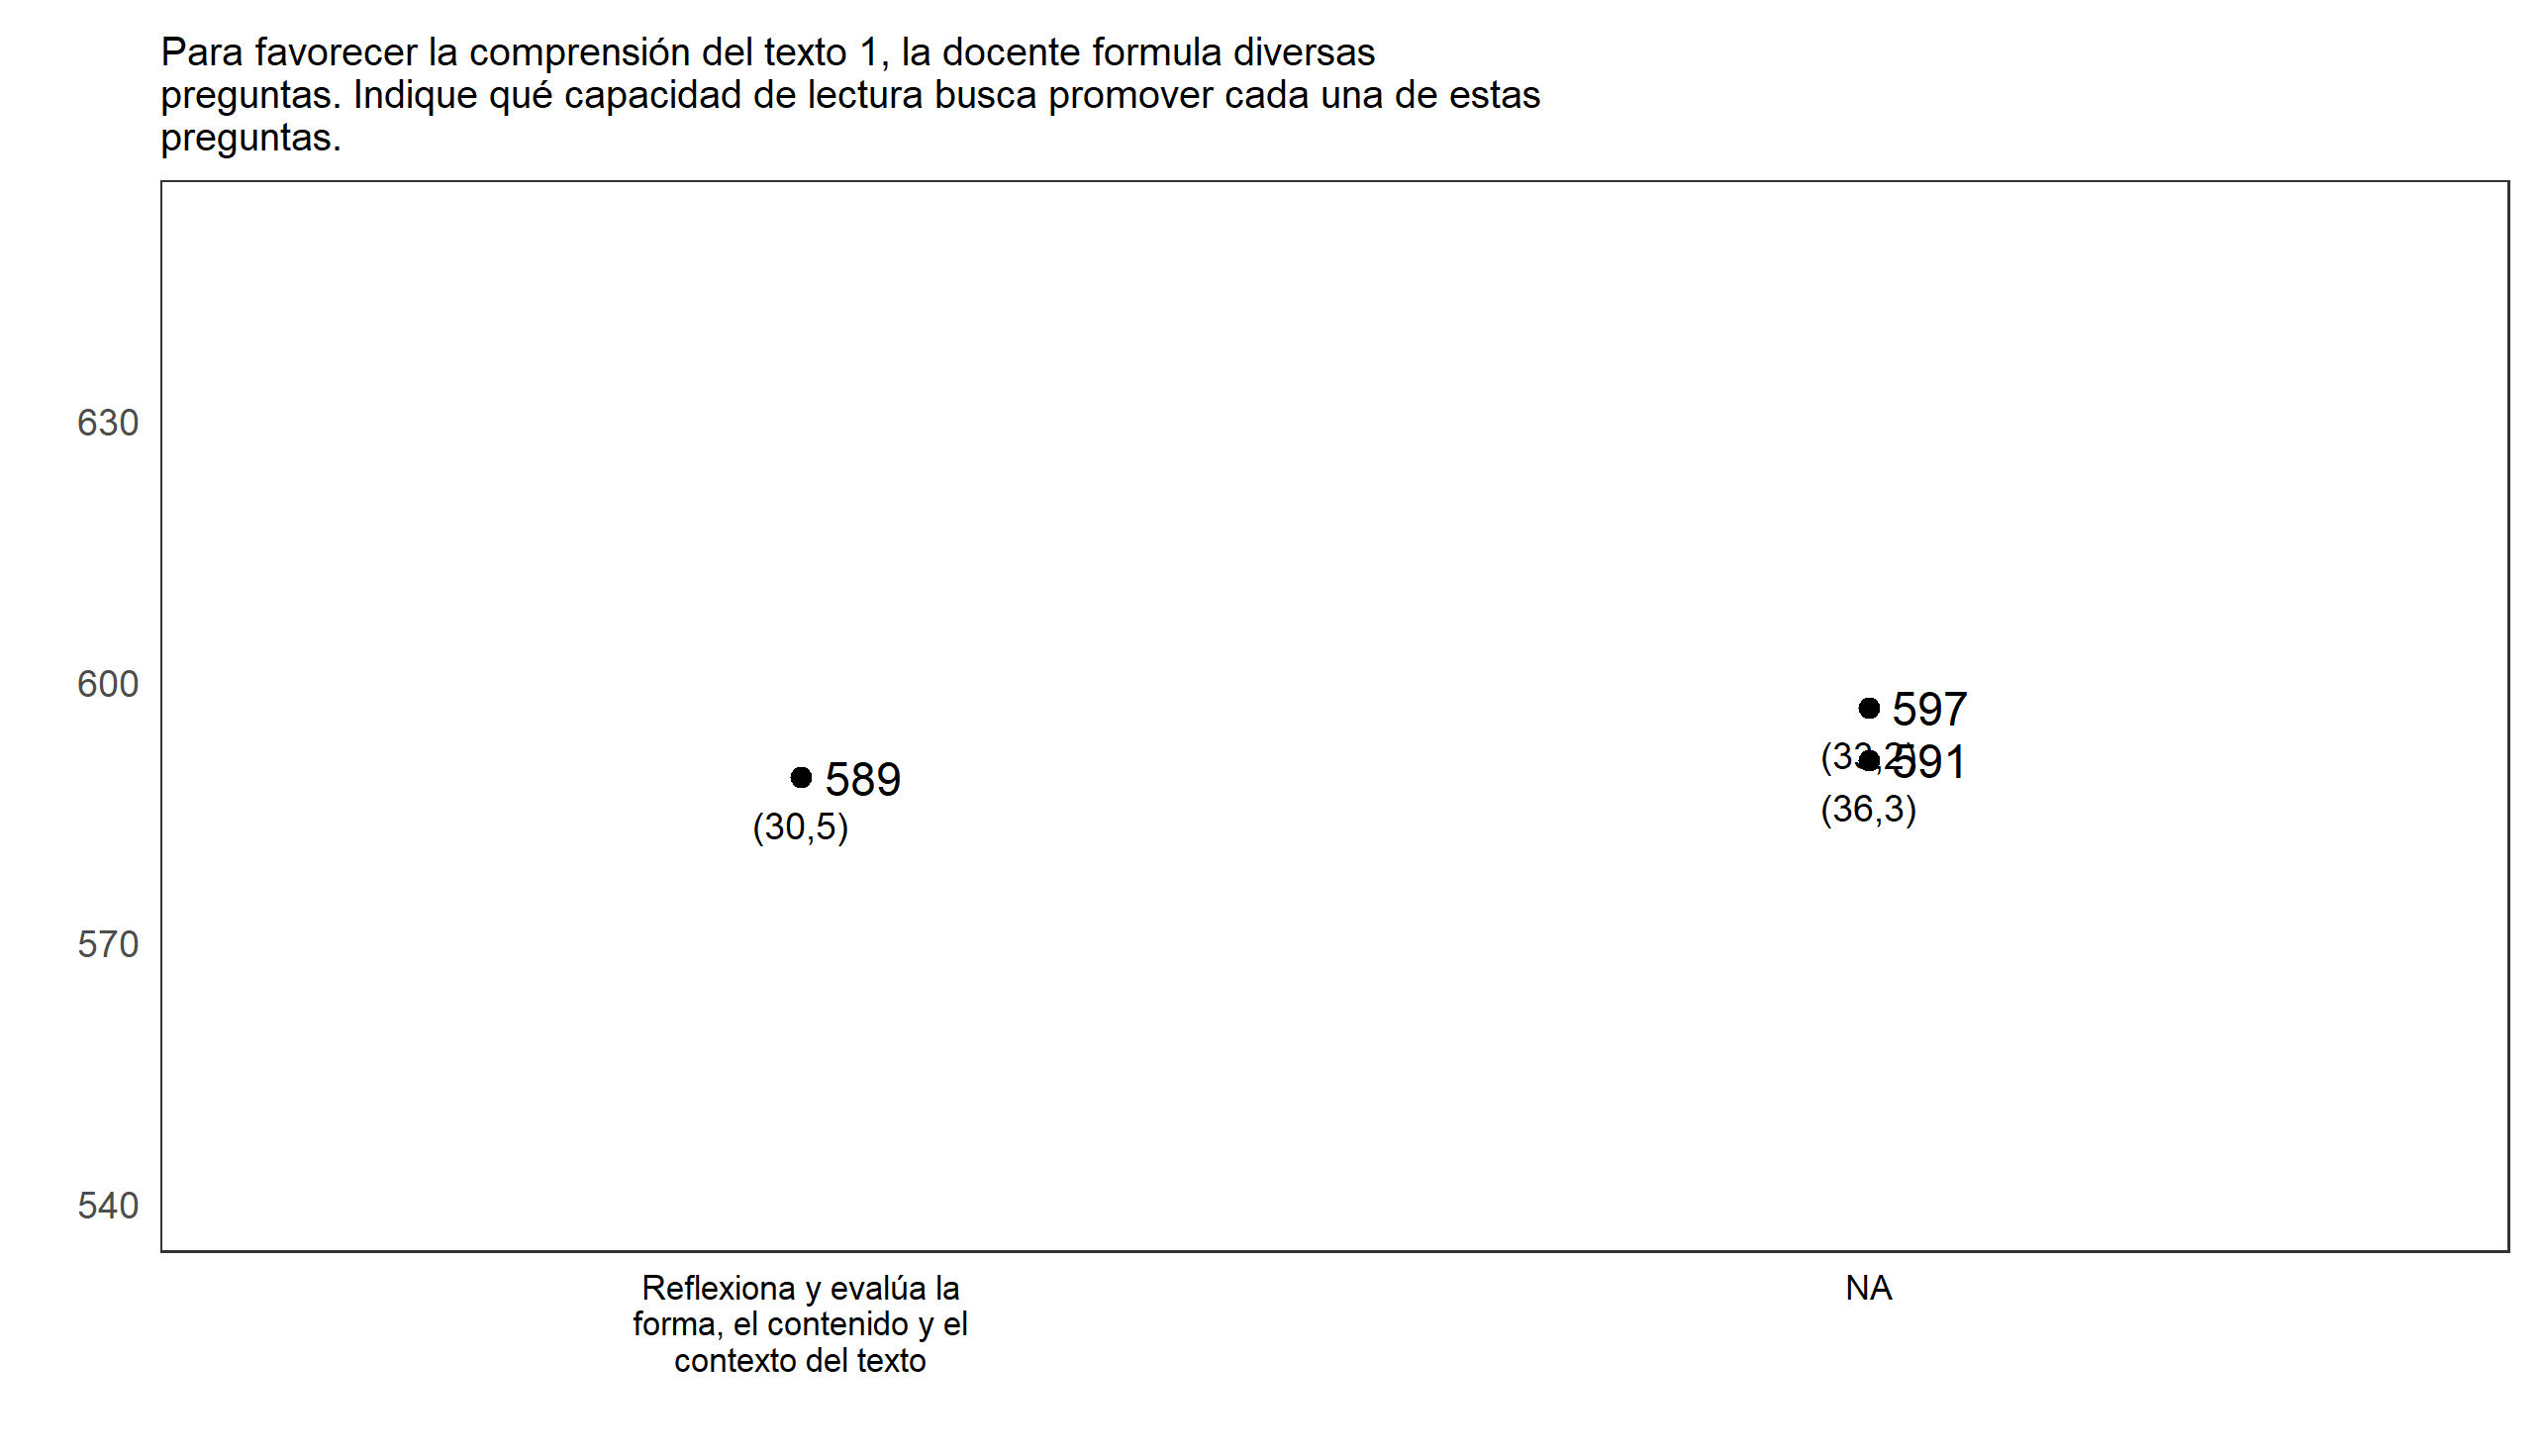 Para favorecer la comprensión del texto 1, la docente formula diversas
preguntas. Indique qué capacidad de lectura busca promover cada una de estas
preguntas.
630
600
570
540
589
(30,5)
597
(33,2)
591
(36,3)
Reflexiona y evalúa la
forma, el contenido y el
contexto del texto
NA